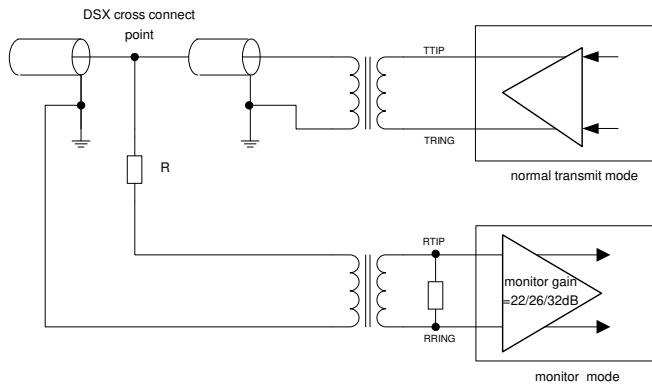 DSX cross connect
point
TTIP
TRING
normal transmit mode
R
RTIP
monitor gain
=22/26/32dB
RRING
monitor mode